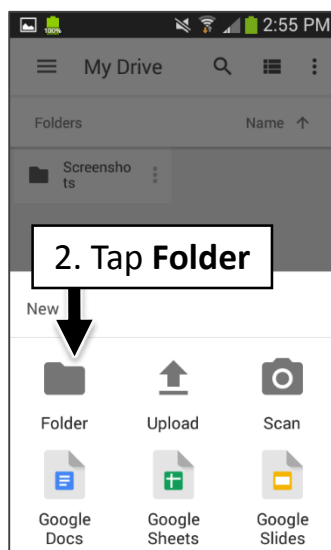 100%
2:55 PM
My Drive
Folders
Name
Screensho
ts
2. Tap Folder
New
Folder
Upload
Scan
Google
Docs
Google
Sheets
Google
Slides